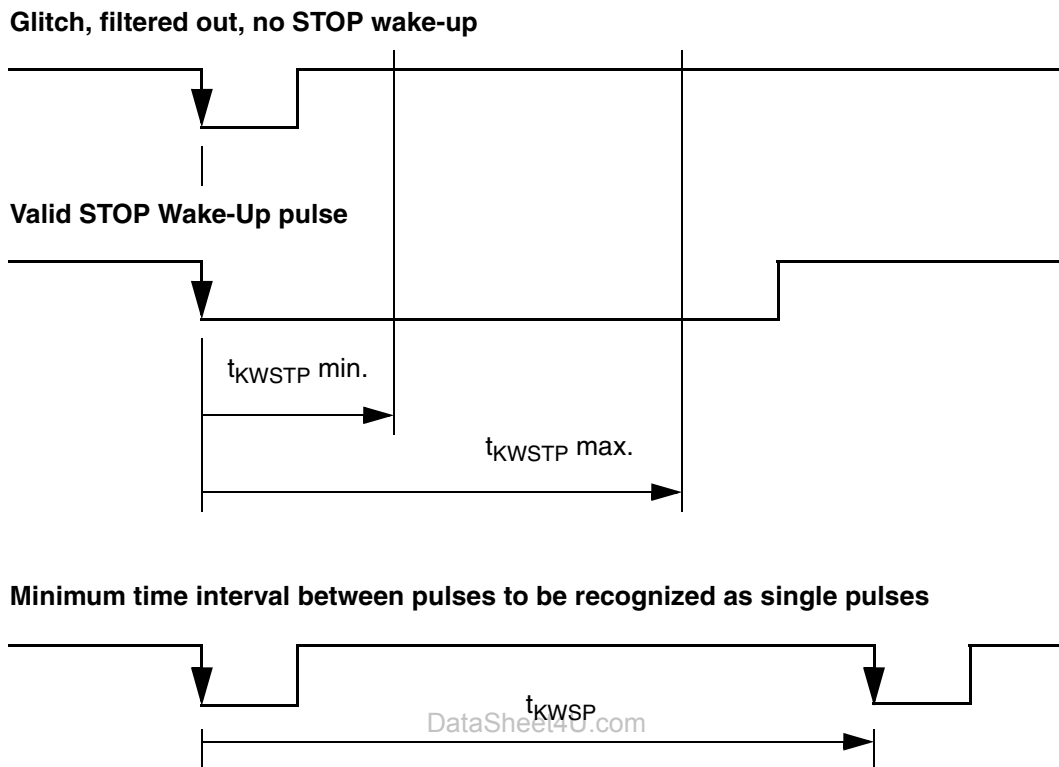 Glitch, filtered out, no STOP wake-up
Valid STOP Wake-Up pulse
tKWSTP min.
tKWSTP max.
Minimum time interval between pulses to be recognized as single pulses
tKWSP
DataSheet4U.com